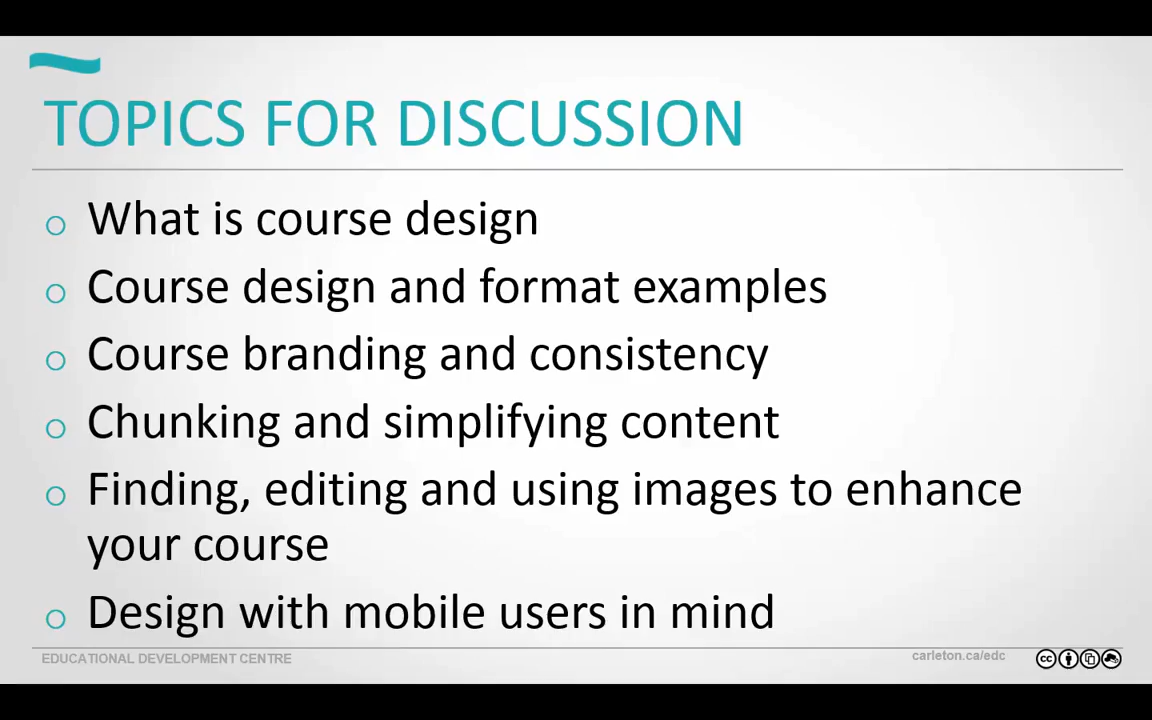 TOPICS FOR DISCUSSION
What is course design
Course design and format examples
Course branding and consistency
Chunking and simplifying content
Finding, editing and using images to enhance
your course
Design with mobile users in mind
EDUCATIONAL DEVELOPMENT CENTRE
carleton.ca/edc
cc